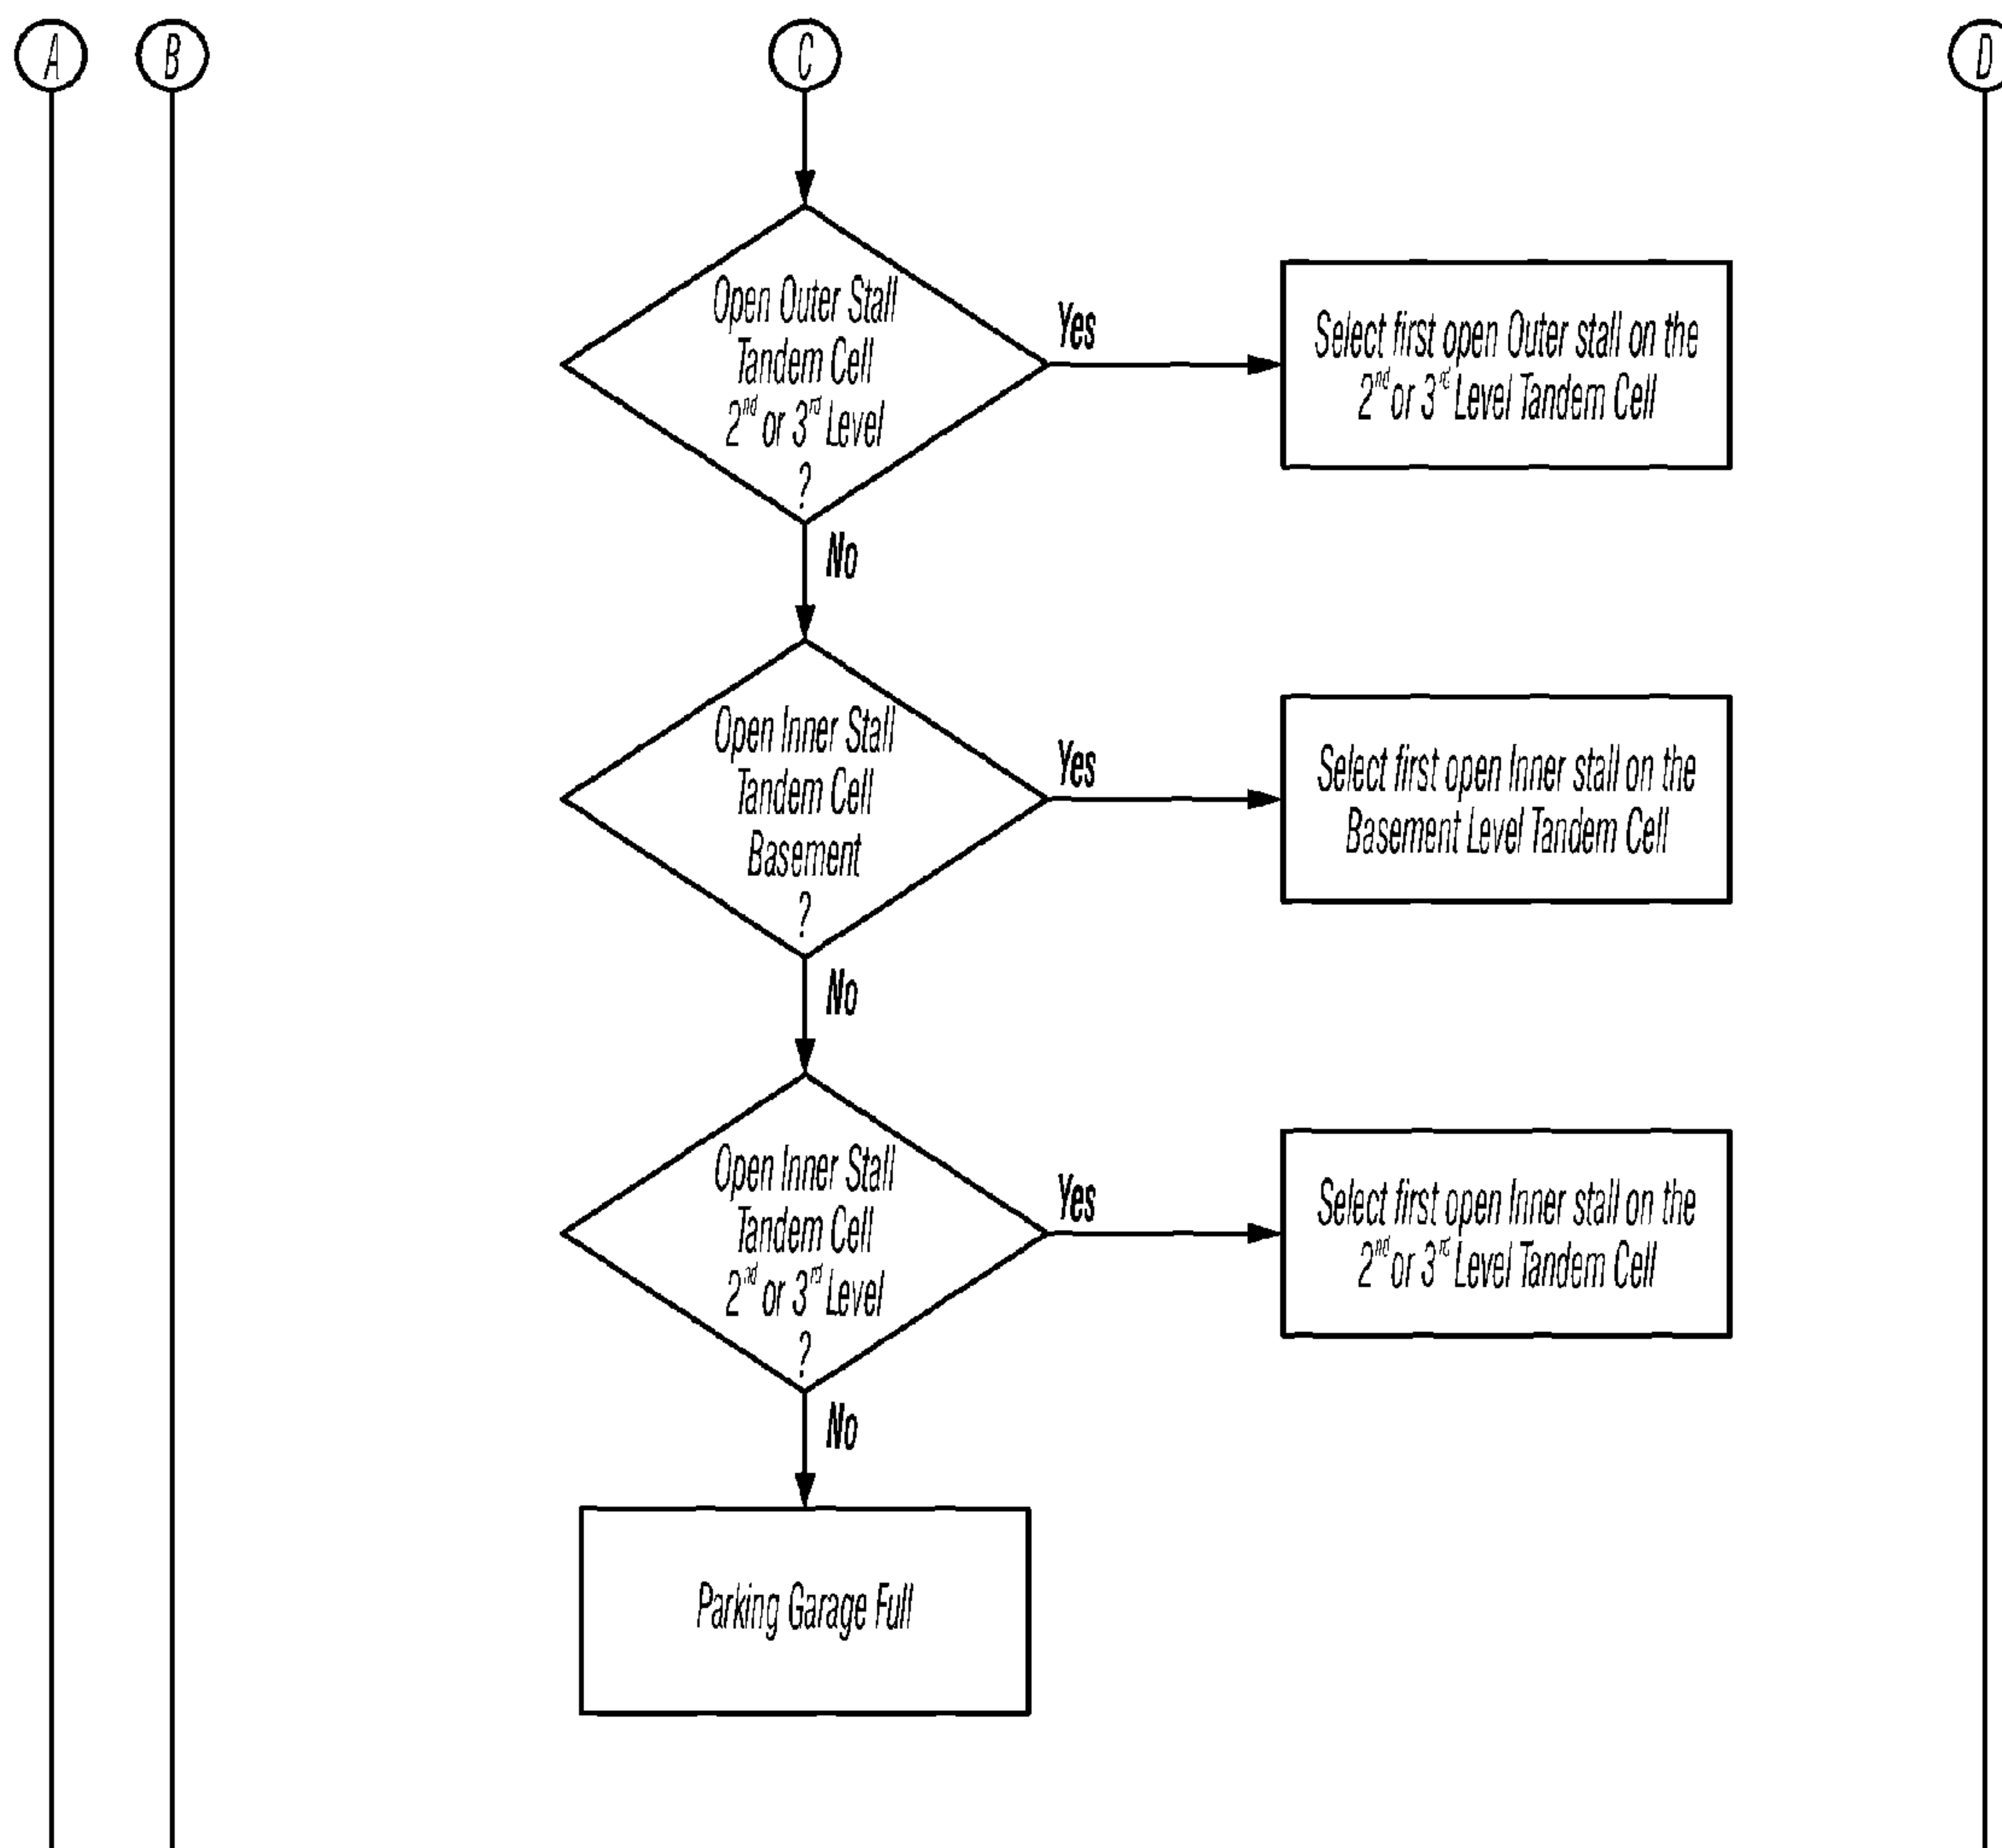 A
B
C
D
Open Outer Stall
Tandem Cell
2nd or 3rd Level
?
Yes
Select first open Outer stall on the
2nd or 3rd Level Tandem Cell
No
Open Inner Stall
Tandem Cell
Basement
?
Yes
Select first open Inner stall on the
Basement Level Tandem Cell
No
Open Inner Stall
Tandem Cell
2nd or 3rd Level
?
Yes
Select first open Inner stall on the
2nd or 3rd Level Tandem Cell
No
Parking Garage Full